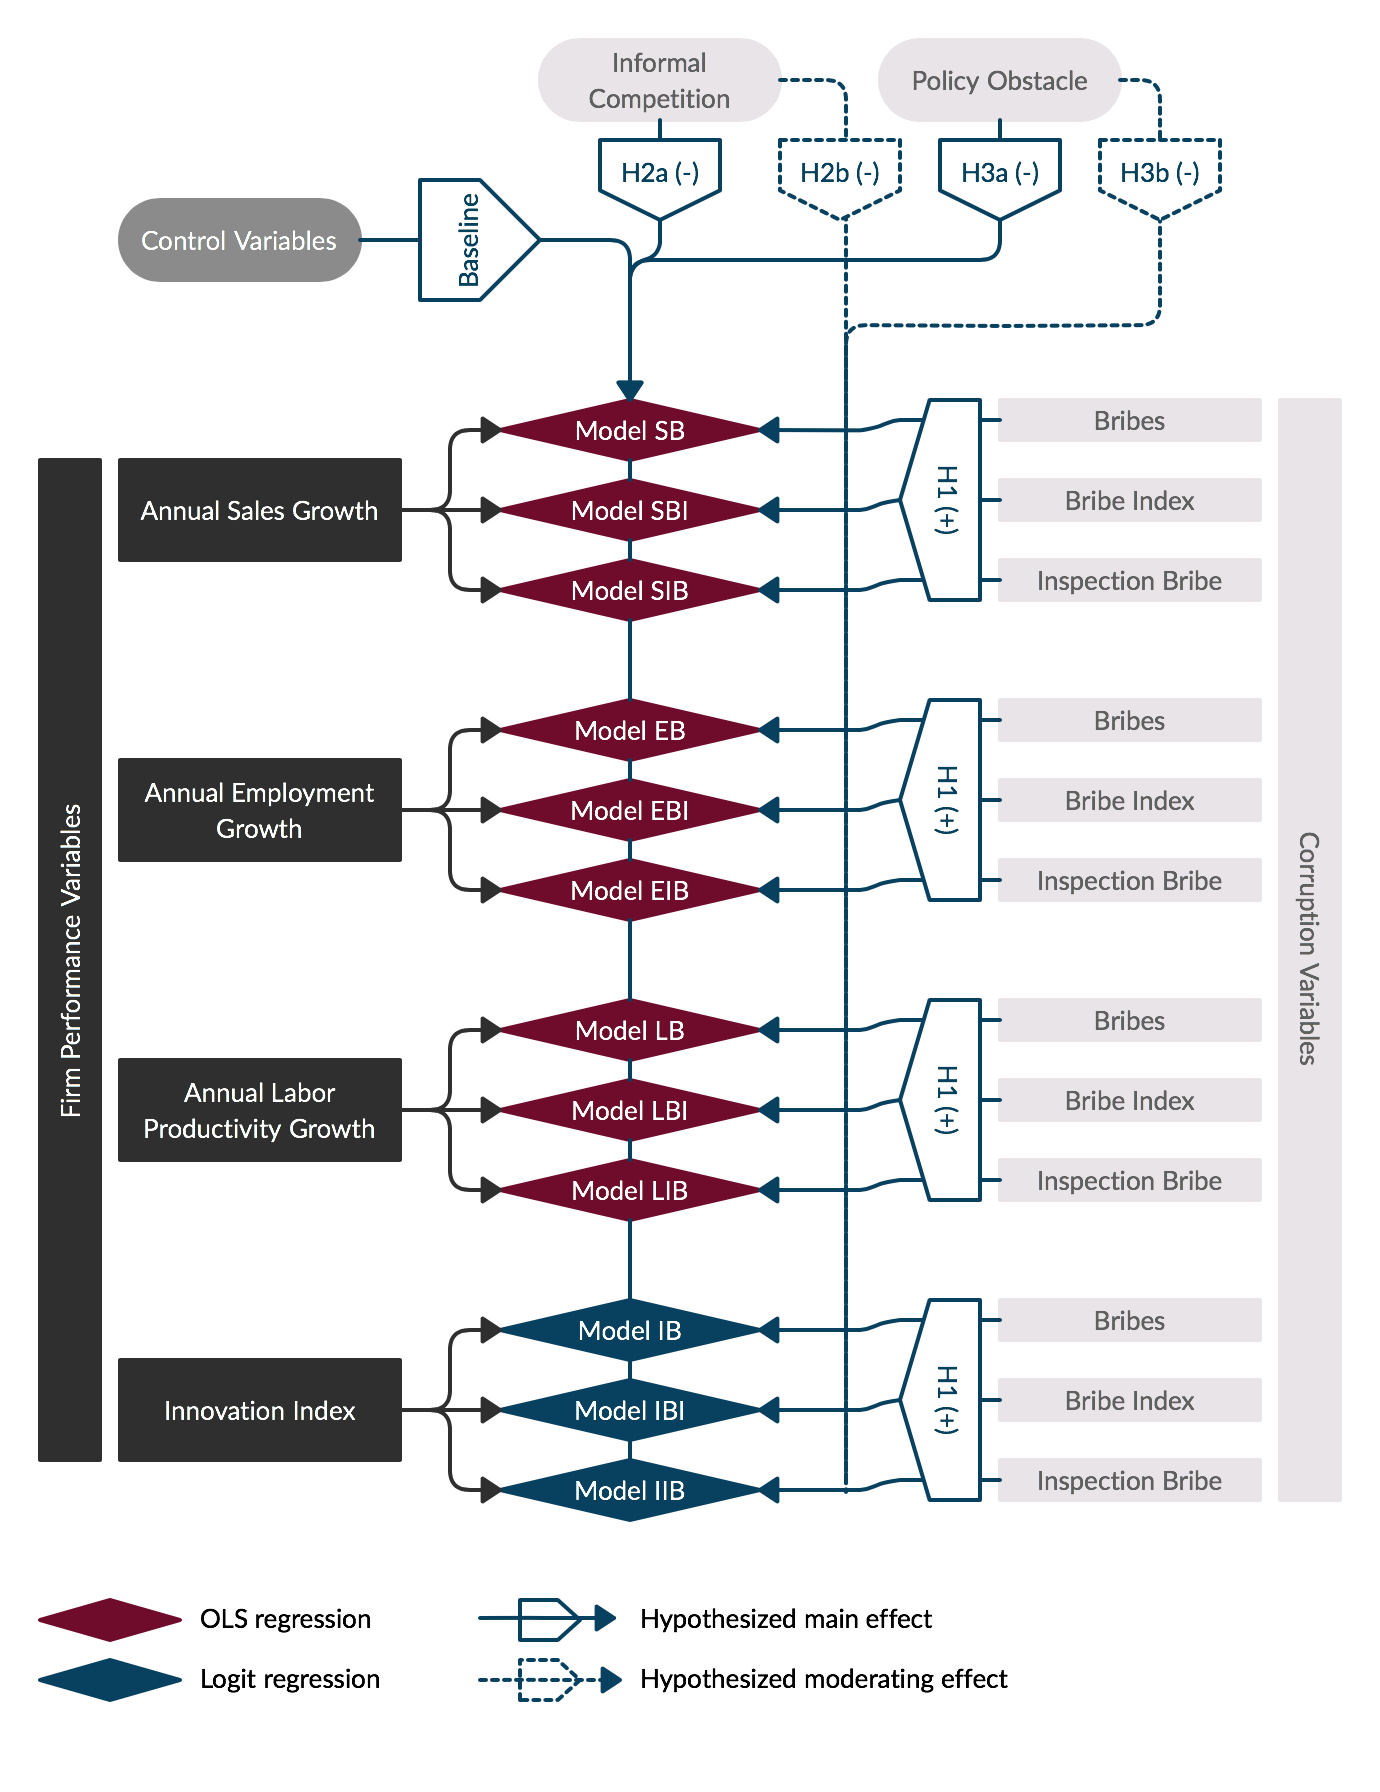 Informal
Competition
Policy Obstacle
H2a (-)
H2b (-)
H3a (-)
H3b (-)
Control Variables
Baseline
Firm Performance Variables
Corruption Variables
Annual Sales Growth
Model SB
Model SBI
Model SIB
H1 (+)
Bribes
Bribe Index
Inspection Bribe
Annual Employment
Growth
Model EB
Model EBI
Model EIB
H1 (+)
Bribes
Bribe Index
Inspection Bribe
Annual Labor
Productivity Growth
Model LB
Model LBI
Model LIB
H1 (+)
Bribes
Bribe Index
Inspection Bribe
Innovation Index
Model IB
Model IBI
Model IIB
H1 (+)
Bribes
Bribe Index
Inspection Bribe
OLS regression
Hypothesized main effect
Logit regression
Hypothesized moderating effect